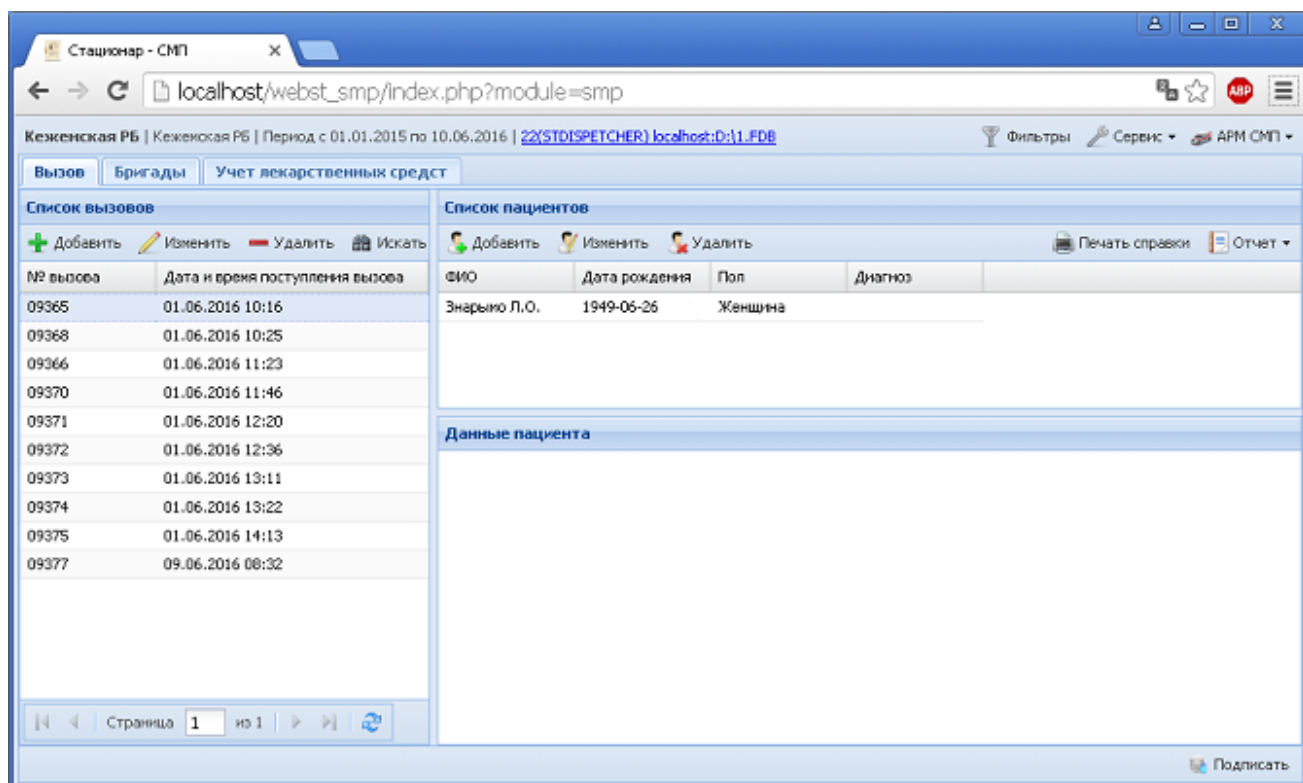 Стационар - СМП
localhost/webst_smp/index.php?module=smp
ABP
Кеженская РБ | Кеженская РБ | Период с 01.01.2015 по 10.06.2016 | 22(STDISPETCHER) localhost:D:\1.FDB Фильтры Сервис АРМ СМП
Вызов Бригады Учет лекарственных средст
Список вызовов
Добавить Изменить Удалить Искать
№ вызова Дата и время поступления вызова
09365 01.06.2016 10:16
09368 01.06.2016 10:25
09366 01.06.2016 11:23
09370 01.06.2016 11:46
09371 01.06.2016 12:20
09372 01.06.2016 12:36
09373 01.06.2016 13:11
09374 01.06.2016 13:22
09375 01.06.2016 14:13
09377 09.06.2016 08:32
Страница 1 из 1
Список пациентов
Добавить Изменить Удалить Печать справки Отчет
ФИО Дата рождения Пол Диагноз
Знарымо Л.О. 1949-06-26 Женщина
Данные пациента
Подписать